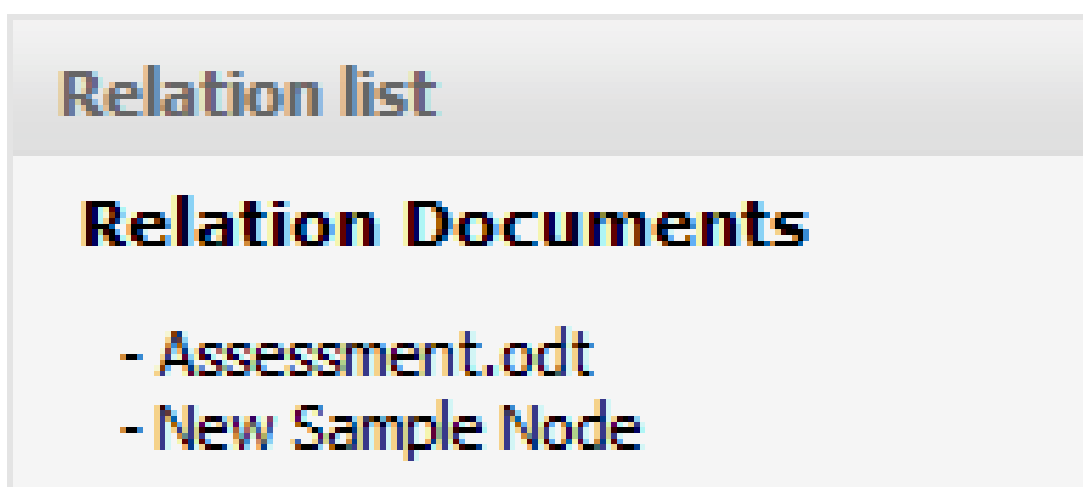 Relation list
Relation Documents
- Assessment.odt
- New Sample Node